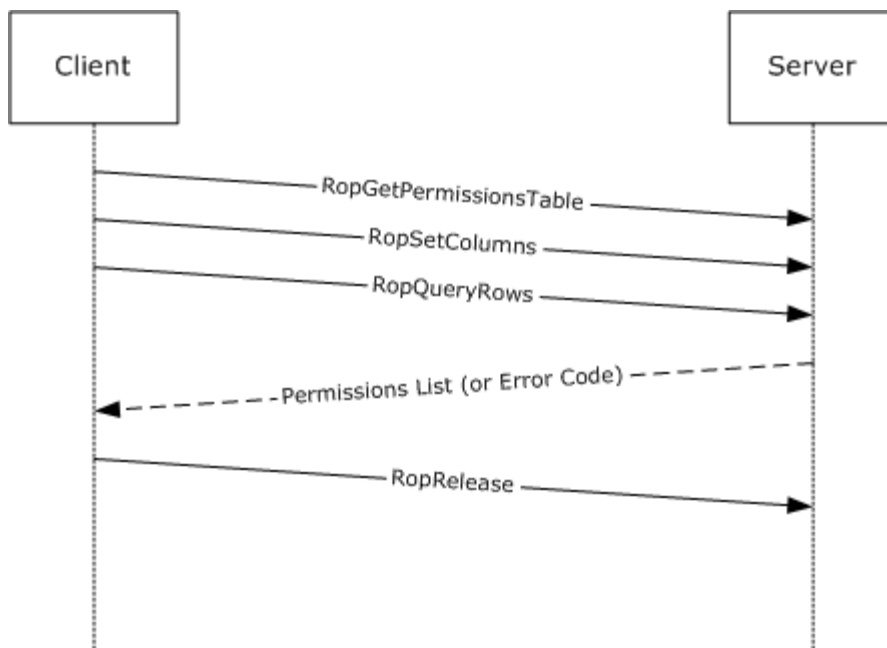 Client
Server
RopGetPermissionsTable
RopSetColumns
RopQueryRows
Permissions List (or Error Code)
RopRelease